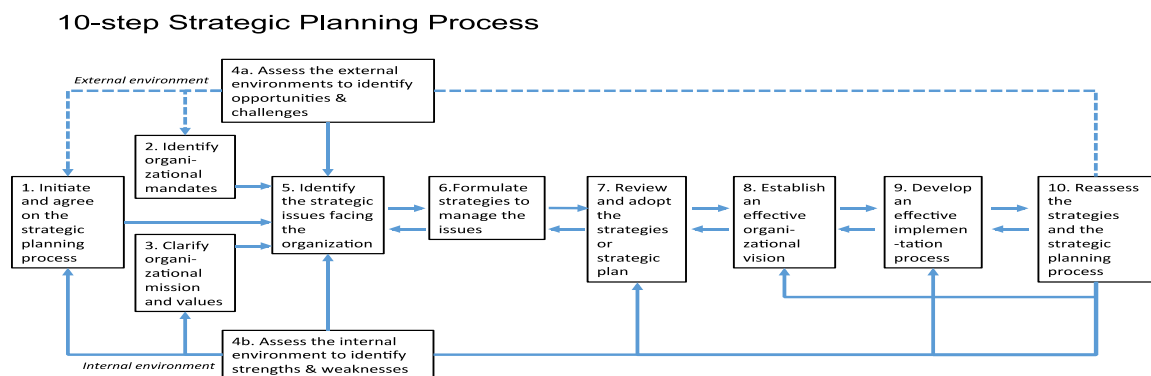 10-step Strategic Planning Process
External environment
4a. Assess the external
environments to identify
opportunities &
challenges
2. Identify
organi-
zational
mandates
1. Initiate
and agree
on the
strategic
planning
process
3. Clarify
organi-
zational
mission
and values
5. Identify
the strategic
issues facing
the
organization
6.Formulate
strategies to
manage the
issues
7. Review
and adopt
the
strategies
or
strategic
plan
8. Establish
an
effective
organi-
zational
vision
9. Develop
an
effective
implemen
-tation
process
10. Reassess
the
strategies
and the
strategic
planning
process
4b. Assess the internal
environment to identify
strengths & weaknesses
Internal environment